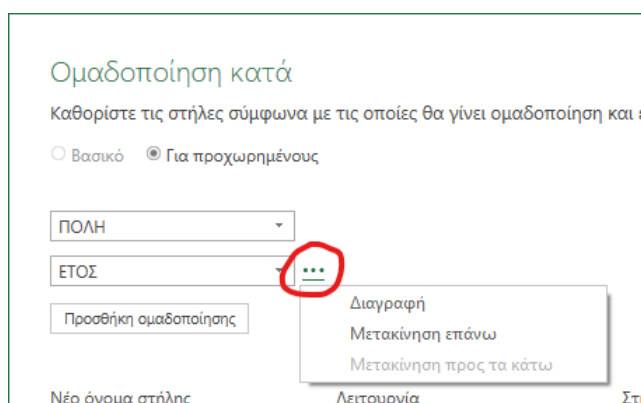 Ομαδοποίηση κατά
Καθορίστε τις στήλες σύμφωνα με τις οποίες θα γίνει ομαδοποίηση και
Βασικό Για προχωρημένους
ΠΟΛΗ
ΕΤΟΣ
Προσθήκη ομαδοποίησης
Διαγραφή
Μετακίνηση επάνω
Μετακίνηση προς τα κάτω
Νέο όνομα στήλης Λειτουργία